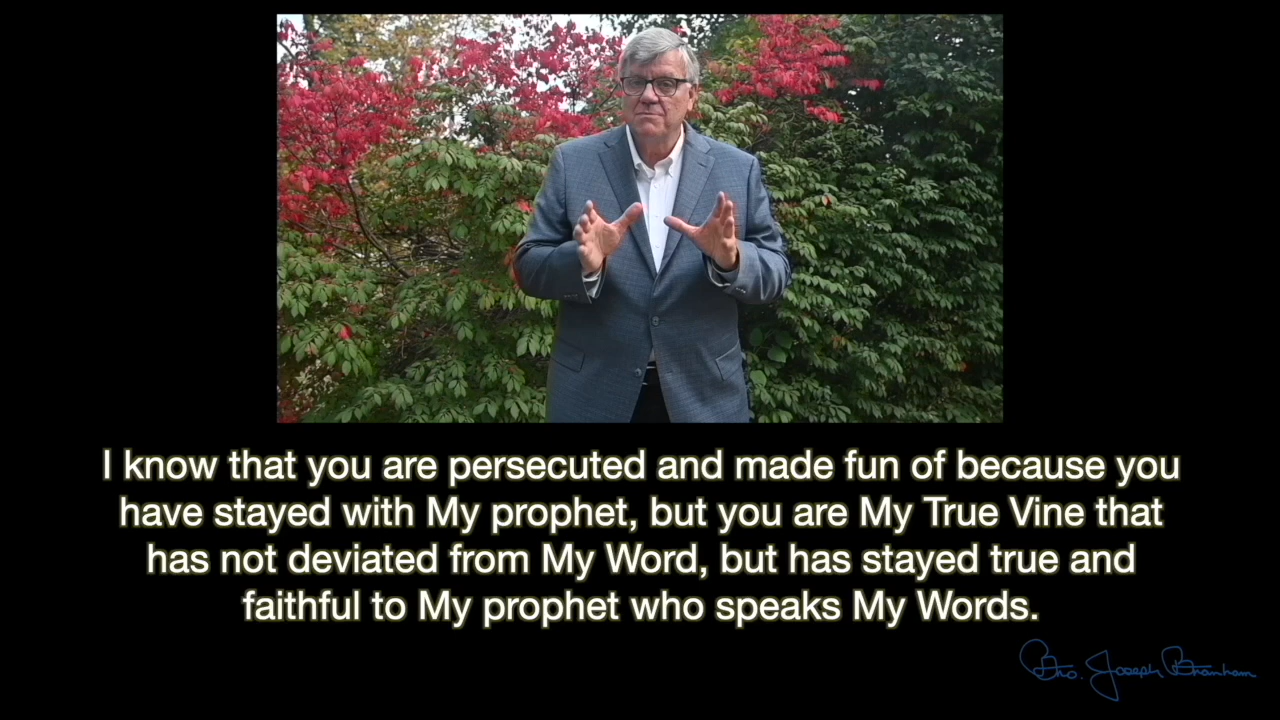 I know that you are persecuted and made fun of because you
have stayed with My prophet, but you are My True Vine that
has not deviated from My Word, but has stayed true and
faithful to My prophet who speaks My Words.
Bro. Joseph Branham